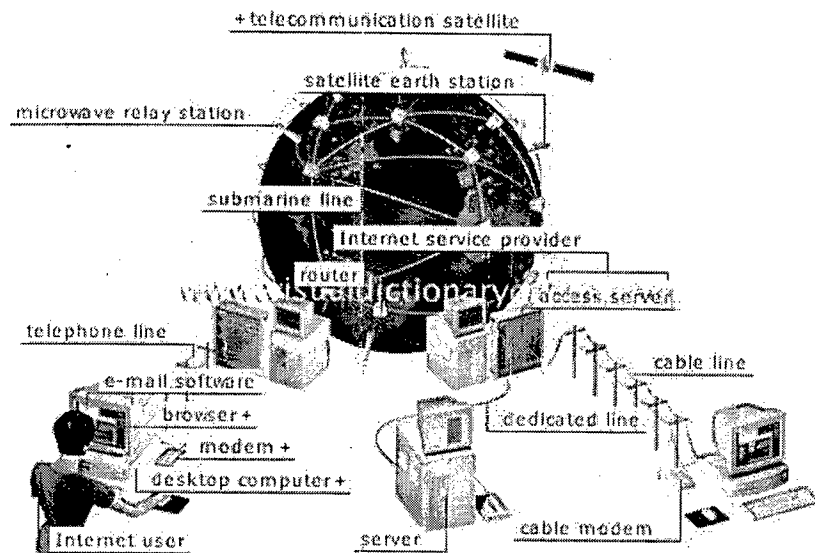 +telecommunication satellite
satellite earth station
microwave relay station
submarine line
Internet service provider
router
access server
telephone line
cable line
e-mail software
browser+
dedicated line
modem +
desktop computer+
Internet user
server
cable modem